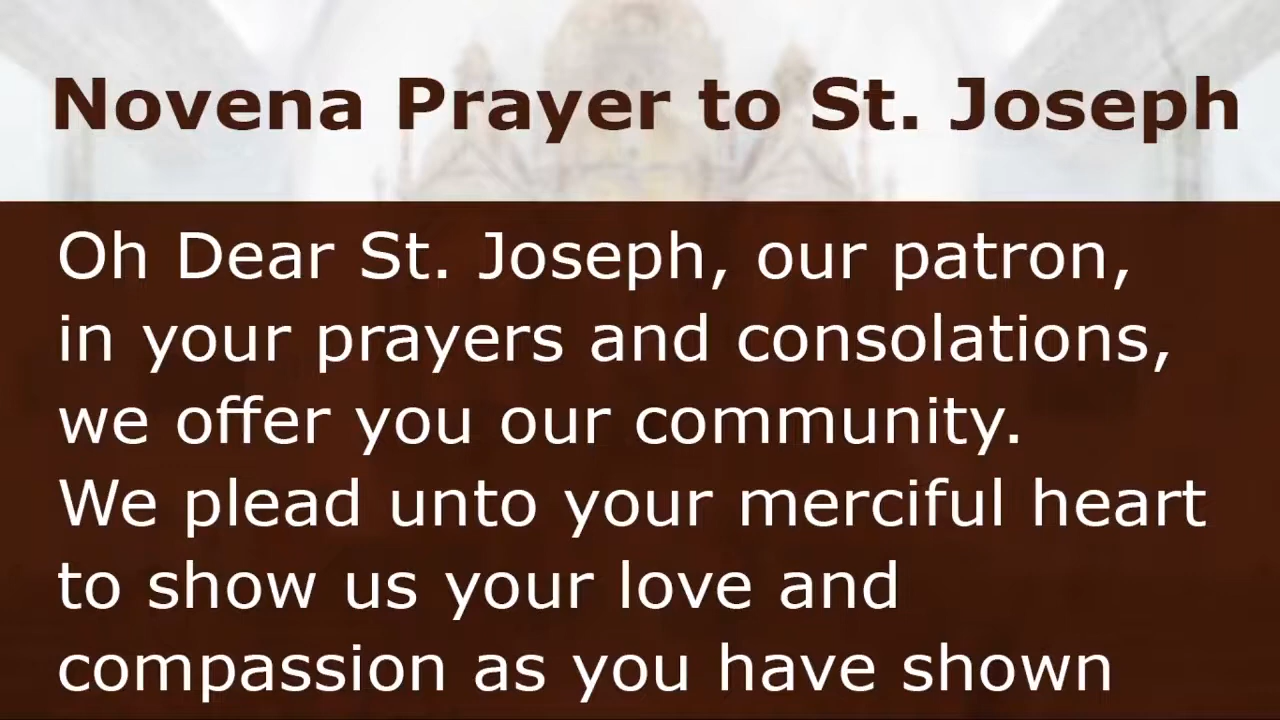 Novena Prayer to St. Joseph
Oh Dear St. Joseph, our patron,
in your prayers and consolations,
we offer you our community.
We plead unto your merciful heart
to show us your love and
compassion as you have shown